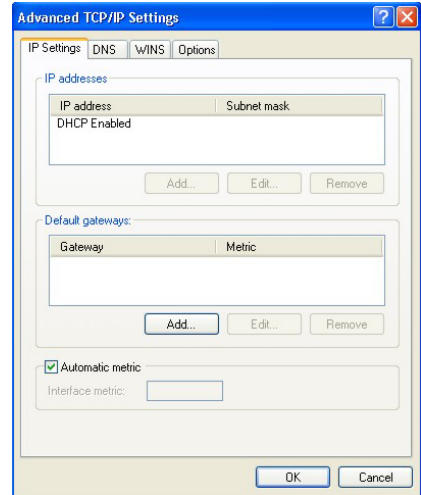 Advanced TCP/IP Settings
IP Settings DNS WINS Options
IP addresses
IP address Subnet mask
DHCP Enabled
Add... Edit... Remove
Default gateways:
Gateway Metric
Add... Edit... Remove
Automatic metric
Interface metric:
OK Cancel